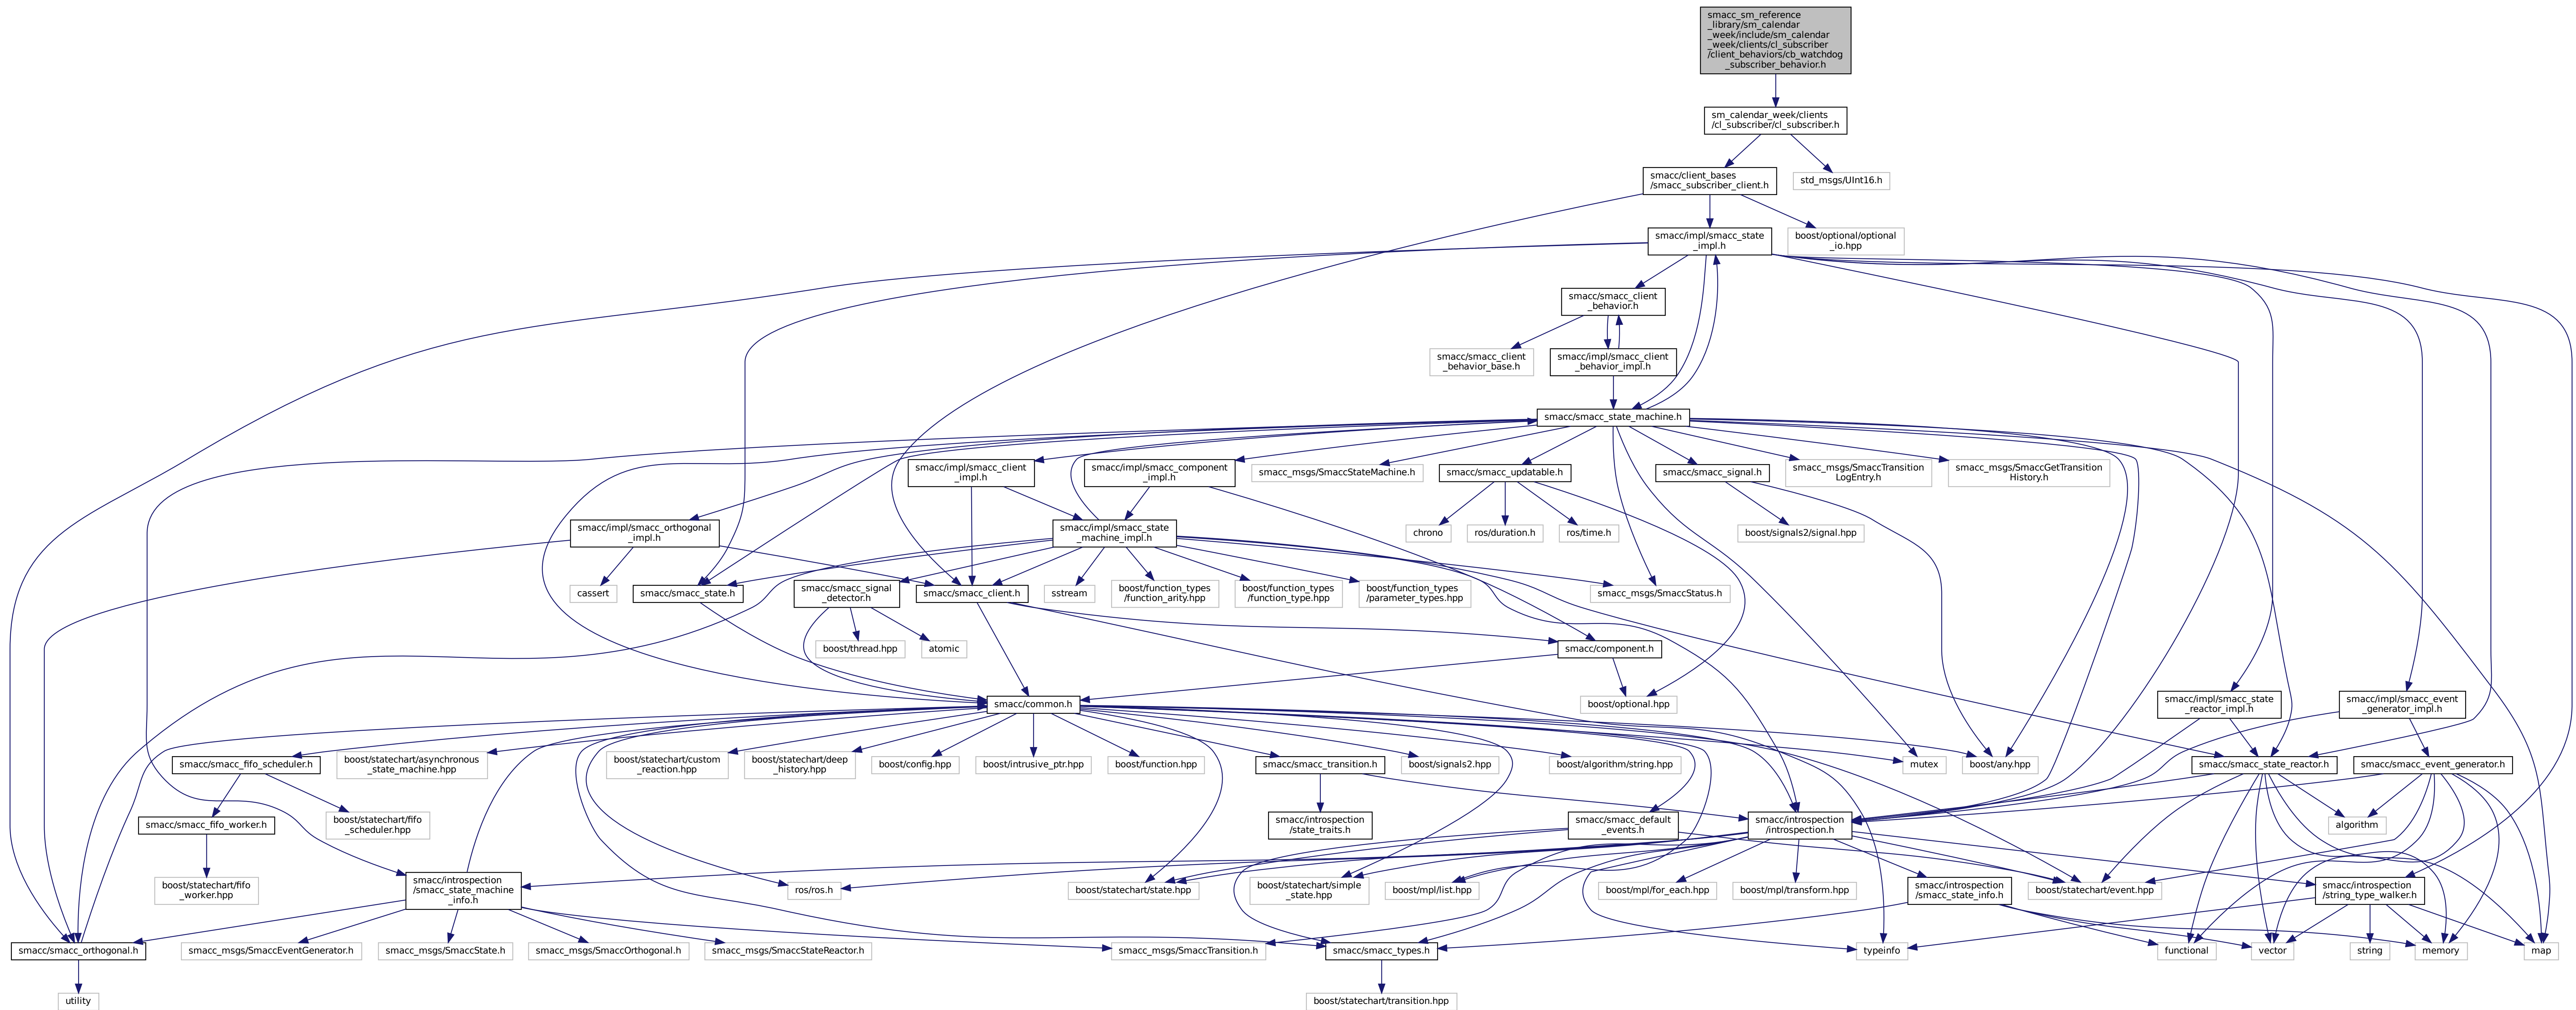 smacc_sm_reference
_library/sm_calendar
_week/include/sm_calendar
_week/clients/cl_subscriber
/client_behaviors/cb_watchdog
_subscriber_behavior.h
sm_calendar_week/clients
/cl_subscriber/cl_subscriber.h
smacc/client_bases
/smacc_subscriber_client.h
std_msgs/UInt16.h
smacc/impl/smacc_state
_impl.h
boost/optional/optional
_io.hpp
smacc/smacc_client
_behavior.h
smacc/smacc_client
_behavior_base.h
smacc/impl/smacc_client
_behavior_impl.h
smacc/smacc_state_machine.h
smacc/impl/smacc_client
_impl.h
smacc/impl/smacc_component
_impl.h
smacc_msgs/SmaccStateMachine.h
smacc/smacc_updatable.h
smacc/smacc_signal.h
smacc_msgs/SmaccTransition
LogEntry.h
smacc_msgs/SmaccGetTransition
History.h
smacc/impl/smacc_orthogonal
_impl.h
smacc/impl/smacc_state
_machine_impl.h
chrono
ros/duration.h
ros/time.h
boost/signals2/signal.hpp
cassert
smacc/smacc_state.h
smacc/smacc_signal
_detector.h
smacc/smacc_client.h
sstream
boost/function_types
/function_arity.hpp
boost/function_types
/function_type.hpp
boost/function_types
/parameter_types.hpp
smacc_msgs/SmaccStatus.h
boost/thread.hpp
atomic
smacc/component.h
smacc/common.h
boost/optional.hpp
smacc/impl/smacc_state
_reactor_impl.h
smacc/impl/smacc_event
_generator_impl.h
smacc/smacc_fifo_scheduler.h
boost/statechart/asynchronous
_state_machine.hpp
boost/statechart/custom
_reaction.hpp
boost/statechart/deep
_history.hpp
boost/config.hpp
boost/intrusive_ptr.hpp
boost/function.hpp
smacc/smacc_transition.h
boost/signals2.hpp
boost/algorithm/string.hpp
mutex
boost/any.hpp
smacc/smacc_state_reactor.h
smacc/smacc_event_generator.h
smacc/smacc_fifo_worker.h
boost/statechart/fifo
_scheduler.hpp
smacc/introspection
/state_traits.h
smacc/smacc_default
_events.h
smacc/introspection
/introspection.h
algorithm
boost/statechart/fifo
_worker.hpp
smacc/introspection
/smacc_state_machine
_info.h
ros/ros.h
boost/statechart/state.hpp
boost/statechart/simple
_state.hpp
boost/mpl/list.hpp
boost/mpl/for_each.hpp
boost/mpl/transform.hpp
smacc/introspection
/smacc_state_info.h
boost/statechart/event.hpp
smacc/introspection
/string_type_walker.h
smacc/smacc_orthogonal.h
smacc_msgs/SmaccEventGenerator.h
smacc_msgs/SmaccState.h
smacc_msgs/SmaccOrthogonal.h
smacc_msgs/SmaccStateReactor.h
smacc_msgs/SmaccTransition.h
smacc/smacc_types.h
typeinfo
functional
vector
string
memory
map
utility
boost/statechart/transition.hpp